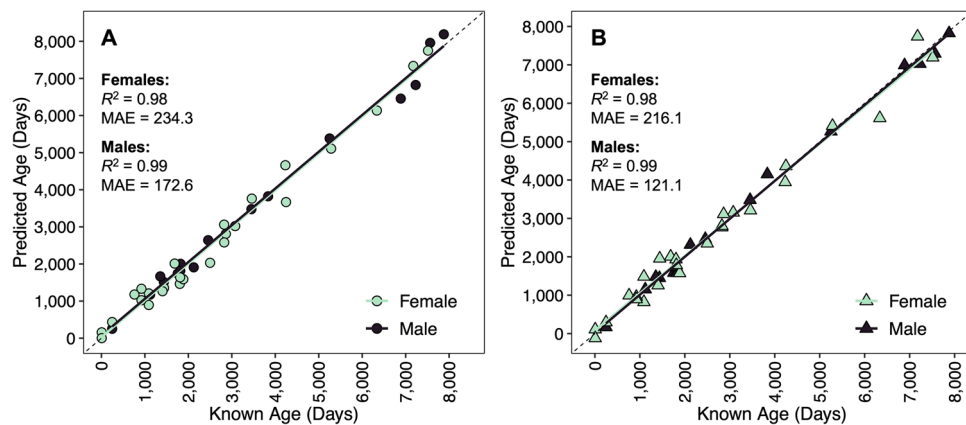 A
Females:
R² = 0.98
MAE = 234.3
Males:
R² = 0.99
MAE = 172.6
Female
Male
Predicted Age (Days)
8,000
7,000
6,000
5,000
4,000
3,000
2,000
1,000
0
0
1,000
2,000
3,000
4,000
5,000
6,000
7,000
8,000
Known Age (Days)
B
Females:
R² = 0.98
MAE = 216.1
Males:
R² = 0.99
MAE = 121.1
Female
Male
Predicted Age (Days)
8,000
7,000
6,000
5,000
4,000
3,000
2,000
1,000
0
0
1,000
2,000
3,000
4,000
5,000
6,000
7,000
8,000
Known Age (Days)